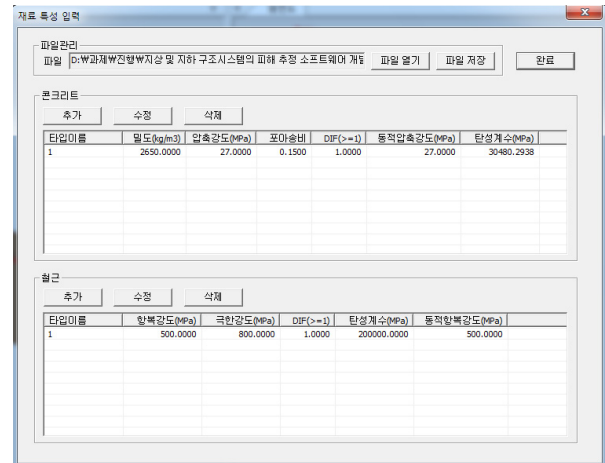 재료 특성 입력
파일관리
파일 D:₩과제₩진행₩지상 및 지하 구조시스템의 피해 추정 소프트웨어 개발 파일 열기 파일 저장 완료
콘크리트
추가 수정 삭제
타입이름 밀도(kg/m3) 압축강도(MPa) 포아송비 DIF(>=1) 동적압축강도(MPa) 탄성계수(MPa)
1 2650.0000 27.0000 0.1500 1.0000 27.0000 30480.2938
철근
추가 수정 삭제
타입이름 항복강도(MPa) 극한강도(MPa) DIF(>=1) 탄성계수(MPa) 동적항복강도(MPa)
1 500.0000 800.0000 1.0000 200000.0000 500.0000